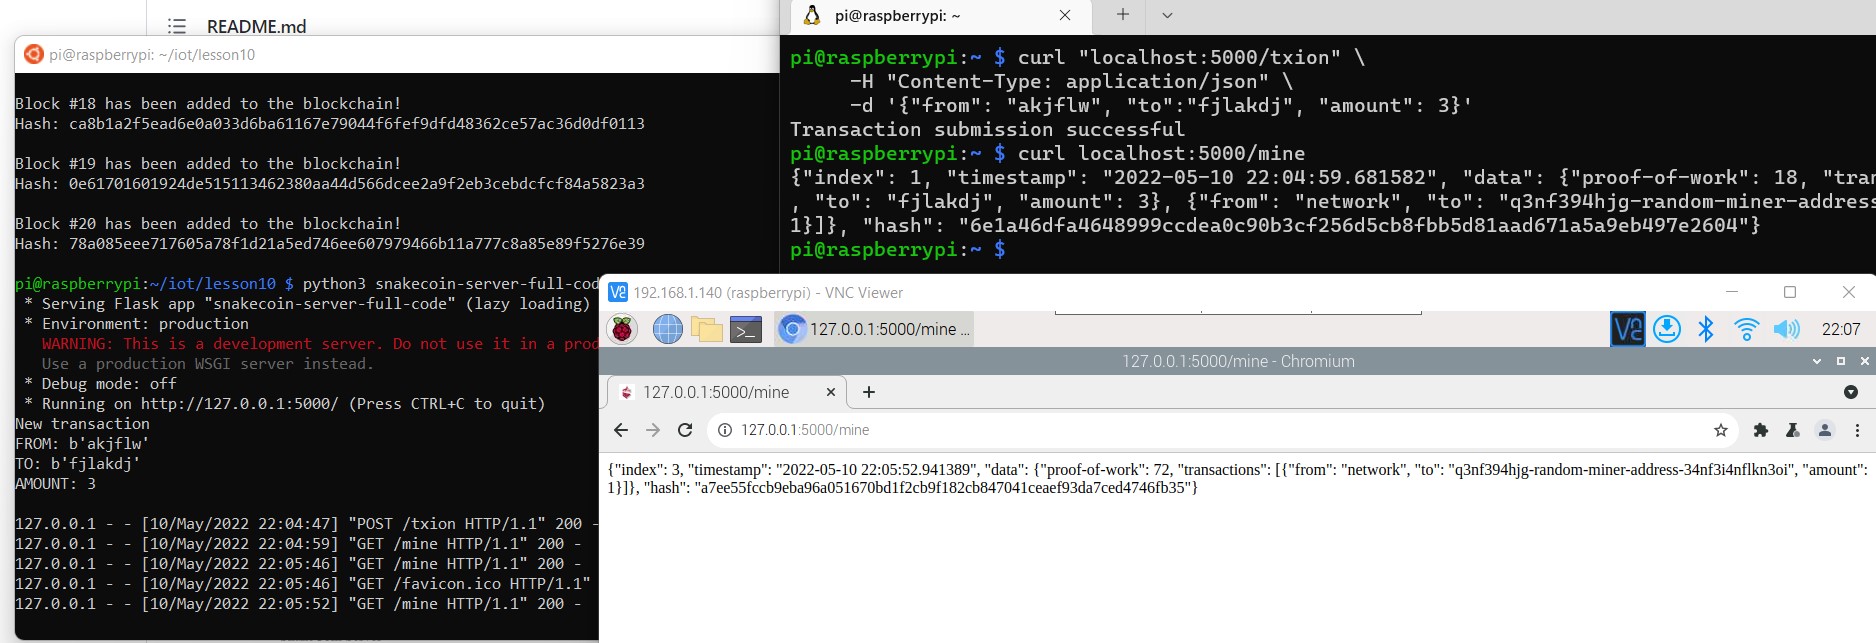 README.md
pi@raspberrypi: ~/iot/lesson10
Block #18 has been added to the blockchain!
Hash: ca8b1a2f5ead6e0a033d6ba61167e79044f6fef9dfd48362ce57ac36d0df0113
Block #19 has been added to the blockchain!
Hash: 0e61701601924de515113462380aa44d566dcee2a9f2eb3cebdcfcf84a5823a3
Block #20 has been added to the blockchain!
Hash: 78a085eee717605a78f1d21a5ed746ee607979466b11a777c8a85e89f5276e39
pi@raspberrypi:~/iot/lesson10 $ python3 snakecoin-server-full-cod
* Serving Flask app "snakecoin-server-full-code" (lazy loading)
* Environment: production
WARNING: This is a development server. Do not use it in a prod
Use a production WSGI server instead.
* Debug mode: off
* Running on http://127.0.0.1:5000/ (Press CTRL+C to quit)
New transaction
FROM: b'akjflw'
TO: b'fjlakdj'
AMOUNT: 3
127.0.0.1 - - [10/May/2022 22:04:47] "POST /txion HTTP/1.1" 200 -
127.0.0.1 - - [10/May/2022 22:04:59] "GET /mine HTTP/1.1" 200 -
127.0.0.1 - - [10/May/2022 22:05:46] "GET /mine HTTP/1.1" 200 -
127.0.0.1 - - [10/May/2022 22:05:46] "GET /favicon.ico HTTP/1.1"
127.0.0.1 - - [10/May/2022 22:05:52] "GET /mine HTTP/1.1" 200 -
pi@raspberrypi: ~
pi@raspberrypi:~ $ curl "localhost:5000/txion" \
-H "Content-Type: application/json" \
-d '{"from": "akjflw", "to":"fjlakdj", "amount": 3}'
Transaction submission successful
pi@raspberrypi:~ $ curl localhost:5000/mine
{"index": 1, "timestamp": "2022-05-10 22:04:59.681582", "data": {"proof-of-work": 18, "tran
, "to": "fjlakdj", "amount": 3}, {"from": "network", "to": "q3nf394hjg-random-miner-address
1}]}, "hash": "6e1a46dfa4648999ccdea0c90b3cf256d5cb8fbb5d81aad671a5a9eb497e2604"}
pi@raspberrypi:~ $
192.168.1.140 (raspberrypi) - VNC Viewer
127.0.0.1:5000/mine ...
22:07
127.0.0.1:5000/mine - Chromium
127.0.0.1:5000/mine
127.0.0.1:5000/mine
{"index": 3, "timestamp": "2022-05-10 22:05:52.941389", "data": {"proof-of-work": 72, "transactions": [{"from": "network", "to": "q3nf394hjg-random-miner-address-34nf3i4nflkn3oi", "amount":
1}]}, "hash": "a7ee55fccb9eba96a051670bd1f2cb9f182cb847041ceaef93da7ced4746fb35"}